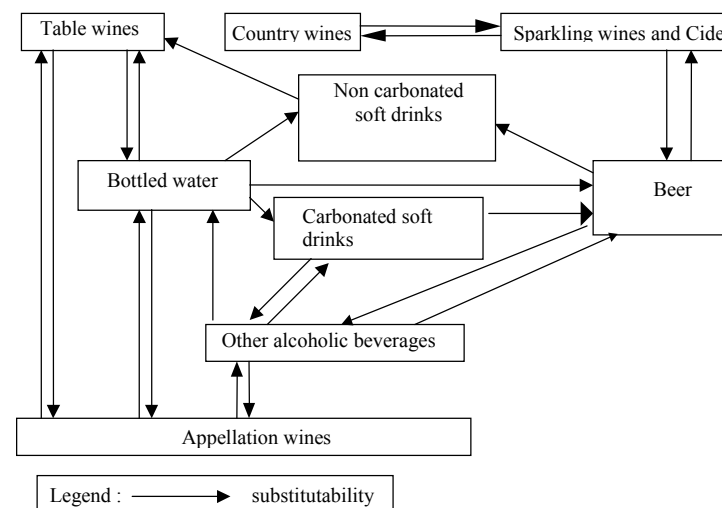 Table wines
Country wines
Sparkling wines and Cide
Non carbonated
soft drinks
Bottled water
Beer
Carbonated soft
drinks
Other alcoholic beverages
Appellation wines
Legend : substitutability